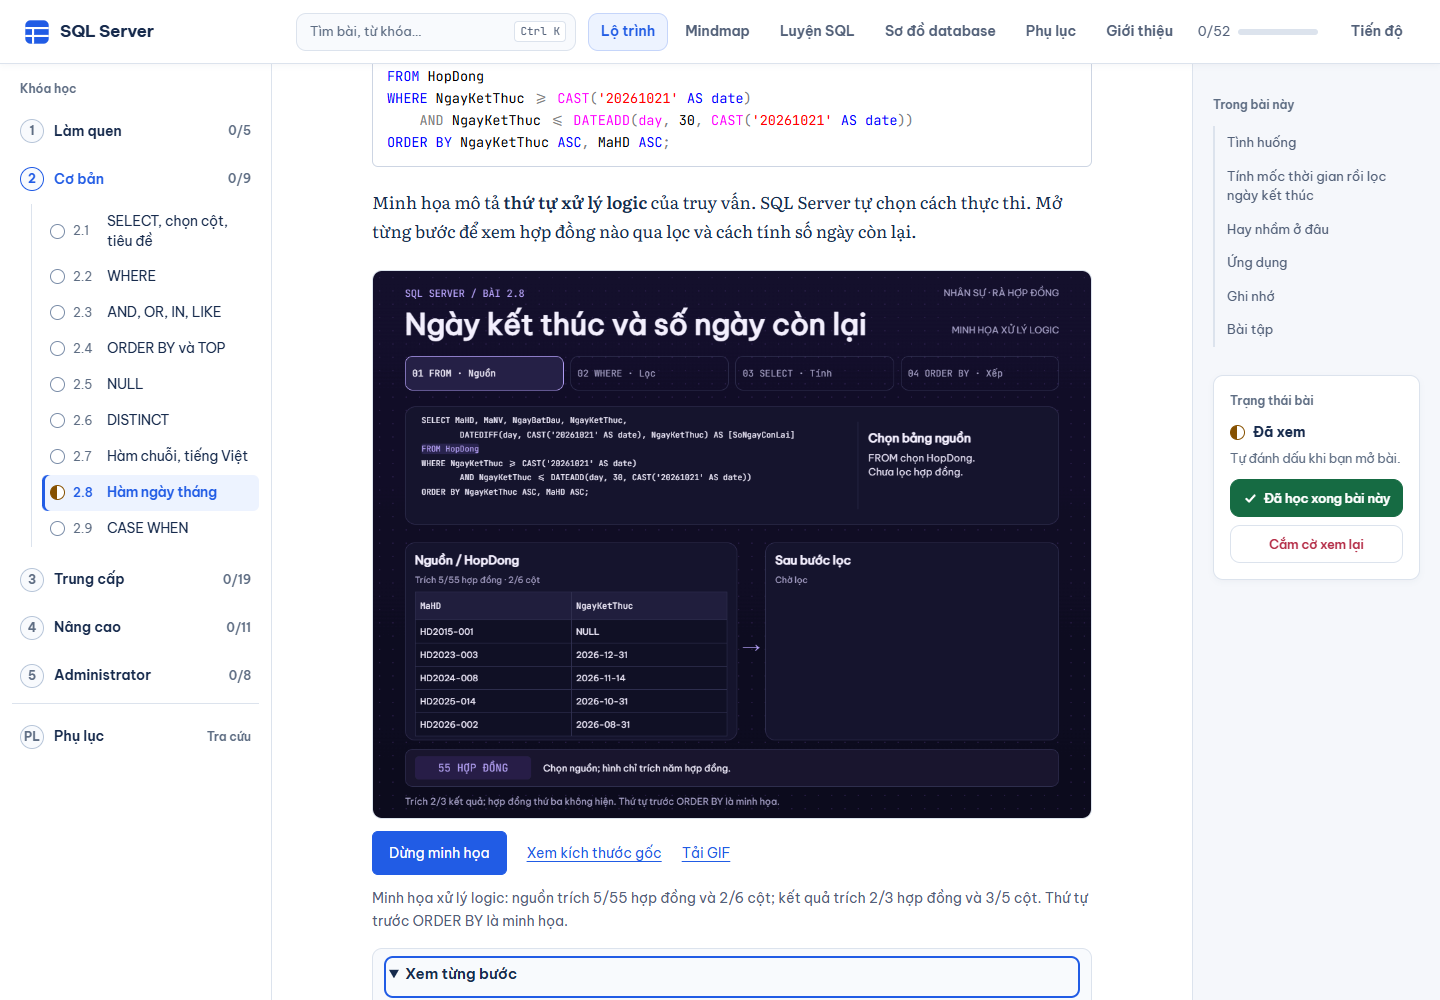 SQL Server
Tìm bài, từ khóa...
Ctrl K
Lộ trình
Mindmap
Luyện SQL
Sơ đồ database
Phụ lục
Giới thiệu
0/52
Tiến độ
Khóa học
1 Làm quen 0/5
2 Cơ bản 0/9
2.1 SELECT, chọn cột,
tiêu đề
2.2 WHERE
2.3 AND, OR, IN, LIKE
2.4 ORDER BY và TOP
2.5 NULL
2.6 DISTINCT
2.7 Hàm chuỗi, tiếng Việt
2.8 Hàm ngày tháng
2.9 CASE WHEN
3 Trung cấp 0/19
4 Nâng cao 0/11
5 Administrator 0/8
PL Phụ lục Tra cứu
FROM HopDong
WHERE NgayKetThuc >= CAST('20261021' AS date)
AND NgayKetThuc <= DATEADD(day, 30, CAST('20261021' AS date))
ORDER BY NgayKetThuc ASC, MaHD ASC;
Minh họa mô tả thứ tự xử lý logic của truy vấn. SQL Server tự chọn cách thực thi. Mở
từng bước để xem hợp đồng nào qua lọc và cách tính số ngày còn lại.
SQL SERVER / BÀI 2.8
NHÂN SỰ · RÀ HỢP ĐỒNG
Ngày kết thúc và số ngày còn lại
MINH HỌA XỬ LÝ LOGIC
01 FROM · Nguồn
02 WHERE · Lọc
03 SELECT · Tính
04 ORDER BY · Xếp
SELECT MaHD, MaNV, NgayBatDau, NgayKetThuc,
DATEDIFF(day, CAST('20261021' AS date), NgayKetThuc) AS [SoNgayConLai]
FROM HopDong
WHERE NgayKetThuc >= CAST('20261021' AS date)
AND NgayKetThuc <= DATEADD(day, 30, CAST('20261021' AS date))
ORDER BY NgayKetThuc ASC, MaHD ASC;
Chọn bảng nguồn
FROM chọn HopDong.
Chưa lọc hợp đồng.
Nguồn / HopDong
Trích 5/55 hợp đồng · 2/6 cột
MaHD NgayKetThuc
HD2015-001 NULL
HD2023-003 2026-12-31
HD2024-008 2026-11-14
HD2025-014 2026-10-31
HD2026-002 2026-08-31
→
Sau bước lọc
Chờ lọc
55 HỢP ĐỒNG
Chọn nguồn; hình chỉ trích năm hợp đồng.
Trích 2/3 kết quả; hợp đồng thứ ba không hiện. Thứ tự trước ORDER BY là minh họa.
Dừng minh họa
Xem kích thước gốc
Tải GIF
Minh họa xử lý logic: nguồn trích 5/55 hợp đồng và 2/6 cột; kết quả trích 2/3 hợp đồng và 3/5 cột. Thứ tự
trước ORDER BY là minh họa.
▼ Xem từng bước
Trong bài này
Tình huống
Tính mốc thời gian rồi lọc
ngày kết thúc
Hay nhầm ở đâu
Ứng dụng
Ghi nhớ
Bài tập
Trạng thái bài
Đã xem
Tự đánh dấu khi bạn mở bài.
✓ Đã học xong bài này
Cắm cờ xem lại